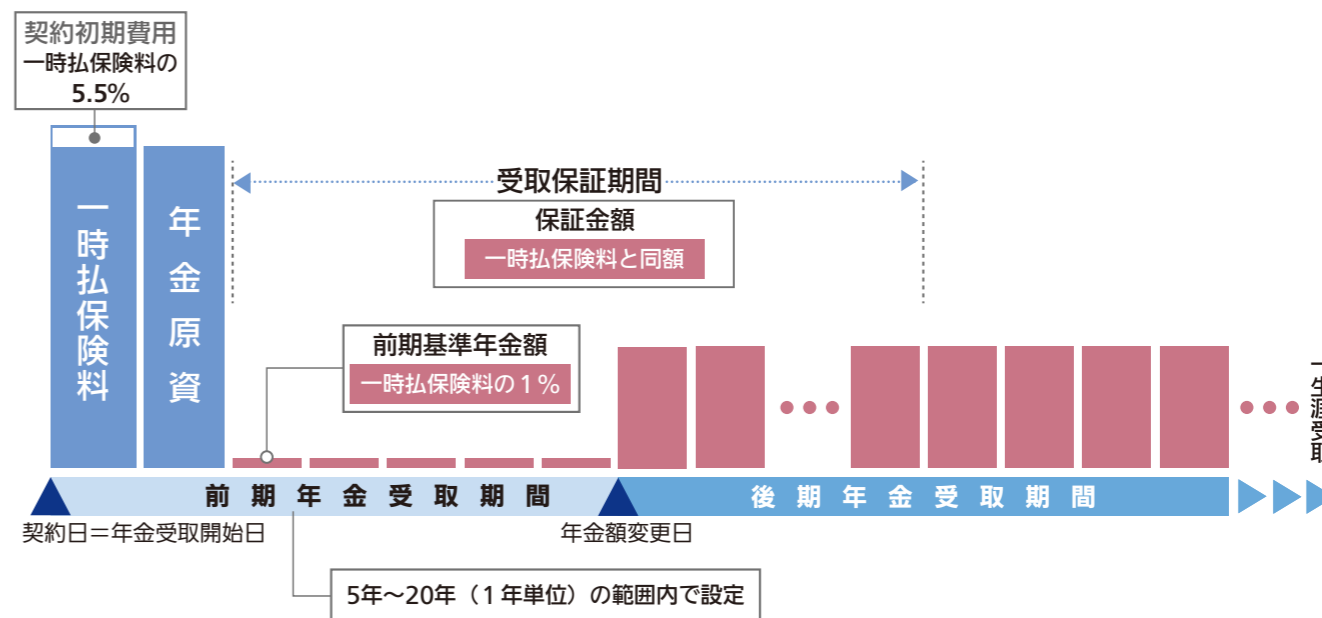 契約初期費用
一時払保険料の
5.5%
一時払保険料
年金原資
受取保証期間
保証金額
一時払保険料と同額
前期基準年金額
一時払保険料の1%
一生涯受取
前期年金受取期間
後期年金受取期間
契約日＝年金受取開始日
年金額変更日
5年～20年（1年単位）の範囲内で設定